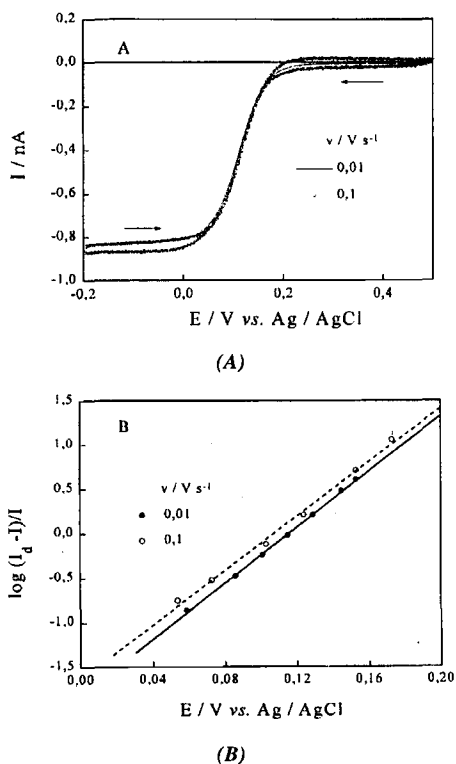 A
0,0
-0,2
-0,4
-0,6
-0,8
-1,0
I / nA
v / V s-1
0,01
0,1
-0,2 0,0 0,2 0,4
E / V vs. Ag / AgCl
(A)
B
1,5
1,0
0,5
0,0
-0,5
-1,0
-1,5
log (Id -I)/I
v / V s-1
0,01
0,1
0,00 0,04 0,08 0,12 0,16 0,20
E / V vs. Ag / AgCl
(B)